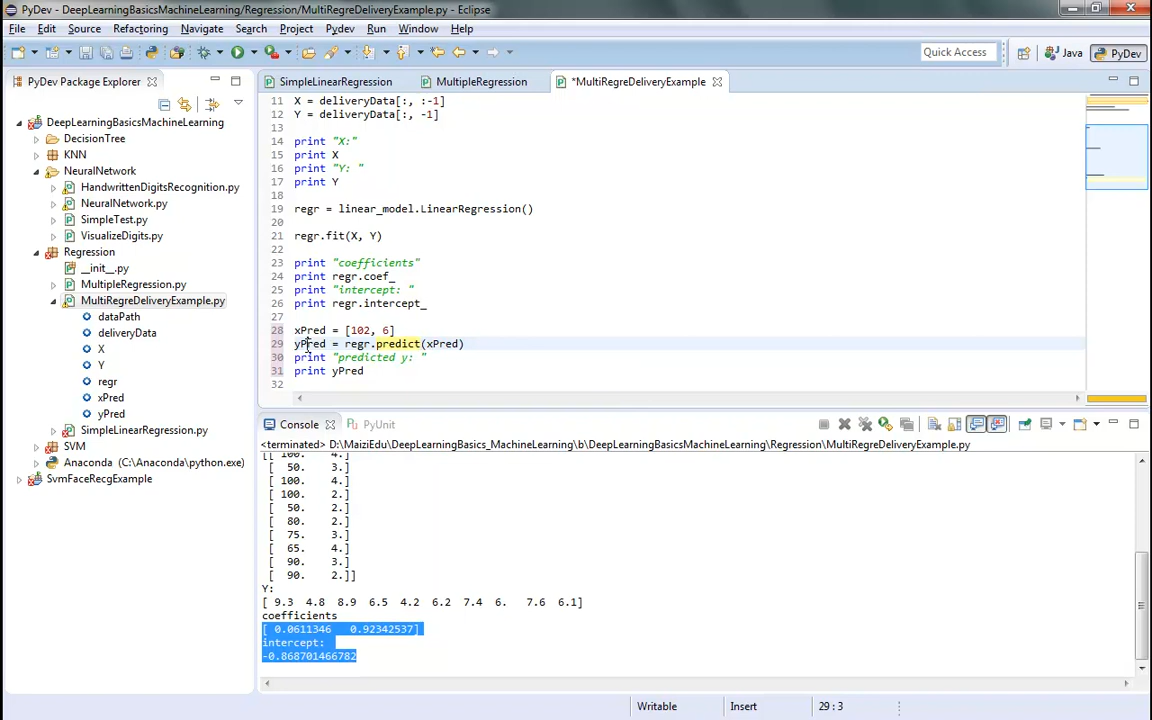 PyDev - DeepLearningBasicsMachineLearning/Regression/MultiRegreDeliveryExample.py - Eclipse
File Edit Source Refactoring Navigate Search Project Pydev Run Window Help
Quick Access Java PyDev
PyDev Package Explorer
DeepLearningBasicsMachineLearning
DecisionTree
KNN
NeuralNetwork
HandwrittenDigitsRecognition.py
NeuralNetwork.py
SimpleTest.py
VisualizeDigits.py
Regression
__init__.py
MultipleRegression.py
MultiRegreDeliveryExample.py
dataPath
deliveryData
X
Y
regr
xPred
yPred
SimpleLinearRegression.py
SVM
Anaconda (C:\Anaconda\python.exe)
SvmFaceRecgExample
SimpleLinearRegression MultipleRegression *MultiRegreDeliveryExample
11 X = deliveryData[:, :-1]
12 Y = deliveryData[:, -1]
13
14 print "X:"
15 print X
16 print "Y: "
17 print Y
18
19 regr = linear_model.LinearRegression()
20
21 regr.fit(X, Y)
22
23 print "coefficients"
24 print regr.coef_
25 print "intercept: "
26 print regr.intercept_
27
28 xPred = [102, 6]
29 yPred = regr.predict(xPred)
30 print "predicted y: "
31 print yPred
32
Console PyUnit
<terminated> D:\MaiziEdu\DeepLearningBasics_MachineLearning\b\DeepLearningBasicsMachineLearning\Regression\MultiRegreDeliveryExample.py
[[ 100. 4.]
[ 50. 3.]
[ 100. 4.]
[ 100. 2.]
[ 50. 2.]
[ 80. 2.]
[ 75. 3.]
[ 65. 4.]
[ 90. 3.]
[ 90. 2.]]
Y:
[ 9.3 4.8 8.9 6.5 4.2 6.2 7.4 6. 7.6 6.1]
coefficients
[ 0.0611346 0.92342537]
intercept:
-0.868701466782
Writable Insert 29 : 3